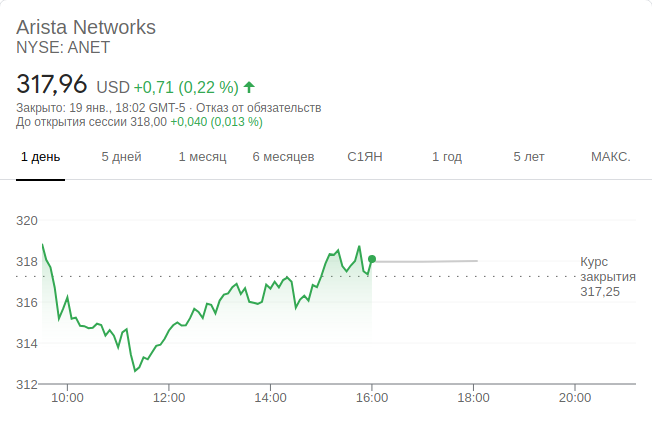 Arista Networks
NYSE: ANET
317,96 USD +0,71 (0,22 %)
Закрыто: 19 янв., 18:02 GMT-5 · Отказ от обязательств
До открытия сессии 318,00 +0,040 (0,013 %)
1 день 5 дней 1 месяц 6 месяцев С1ЯН 1 год 5 лет МАКС.
320
318
316
314
312
Курс
закрытия
317,25
10:00 12:00 14:00 16:00 18:00 20:00